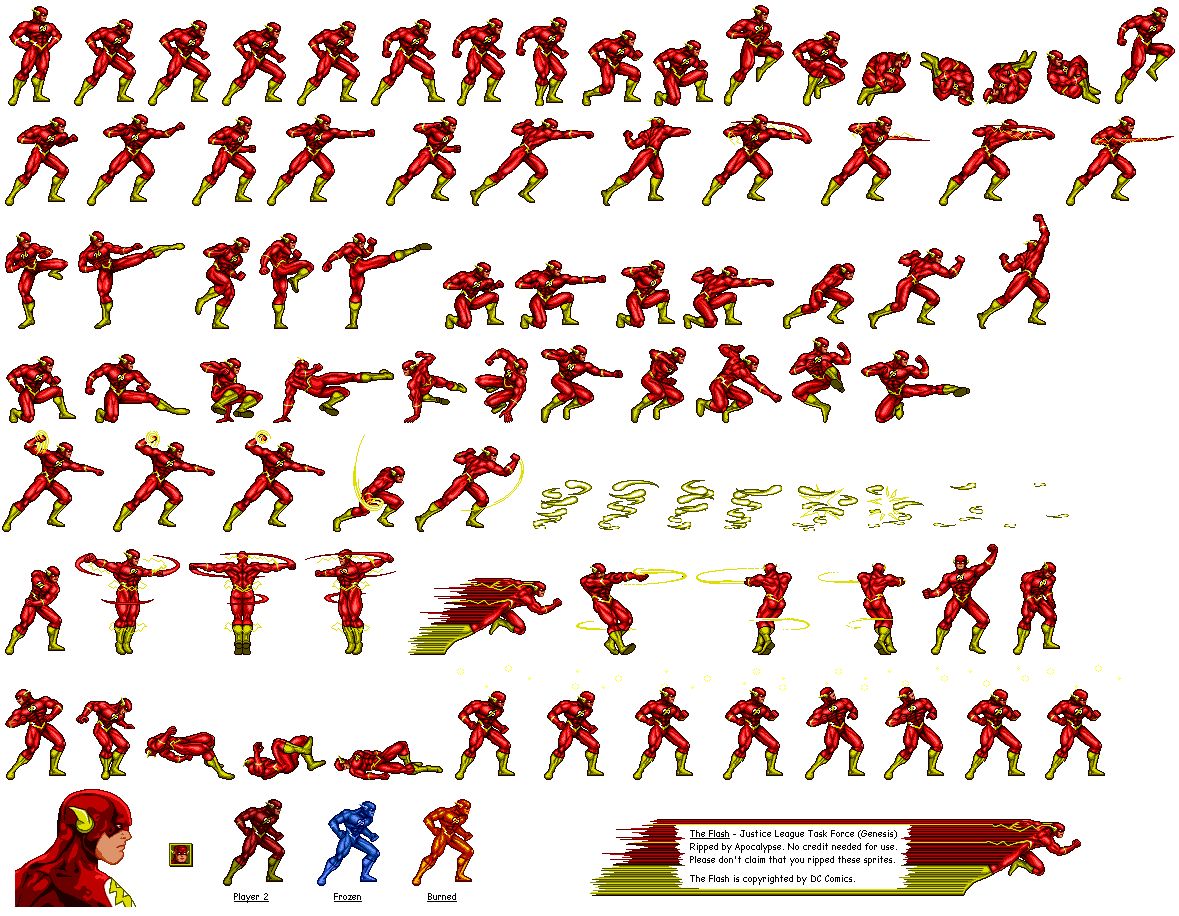 The Flash - Justice League Task Force (Genesis)
Ripped by Apocalypse. No credit needed for use.
Please don't claim that you ripped these sprites.
The Flash is copyrighted by DC Comics.
Player 2
Frozen
Burned